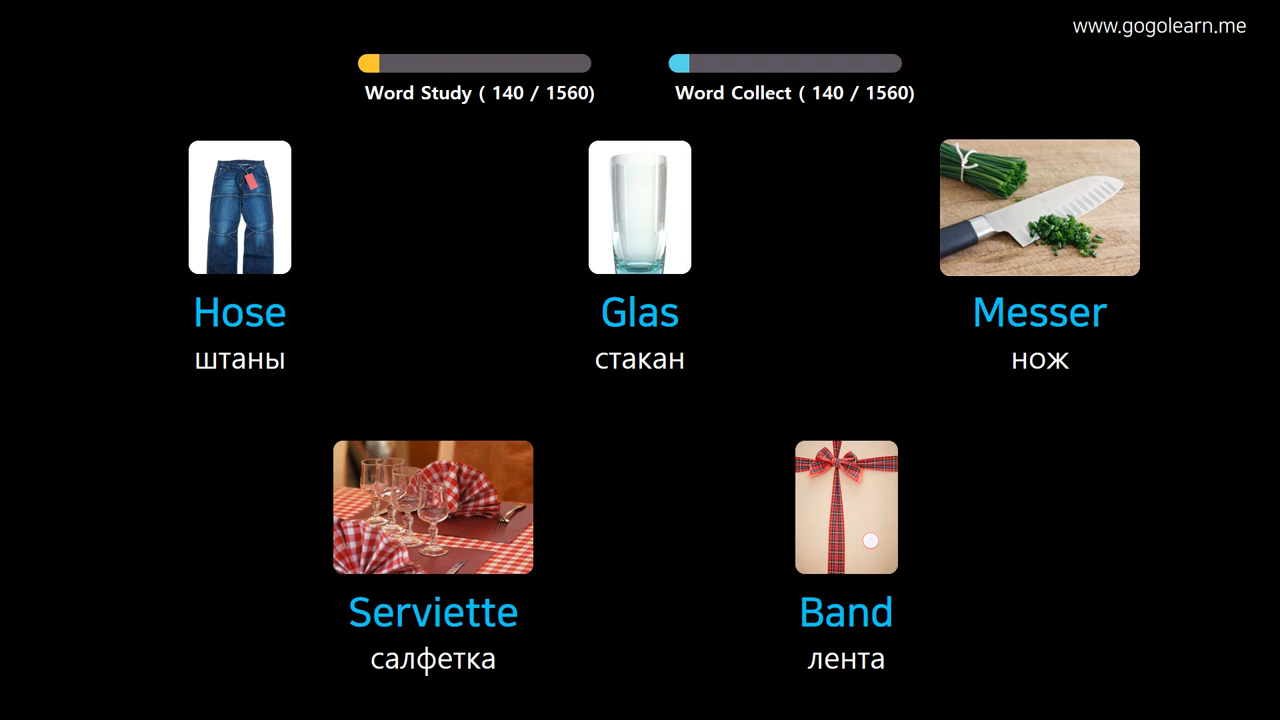 www.gogolearn.me
Word Study ( 140 / 1560)
Word Collect ( 140 / 1560)
Hose
штаны
Glas
стакан
Messer
нож
Serviette
салфетка
Band
лента